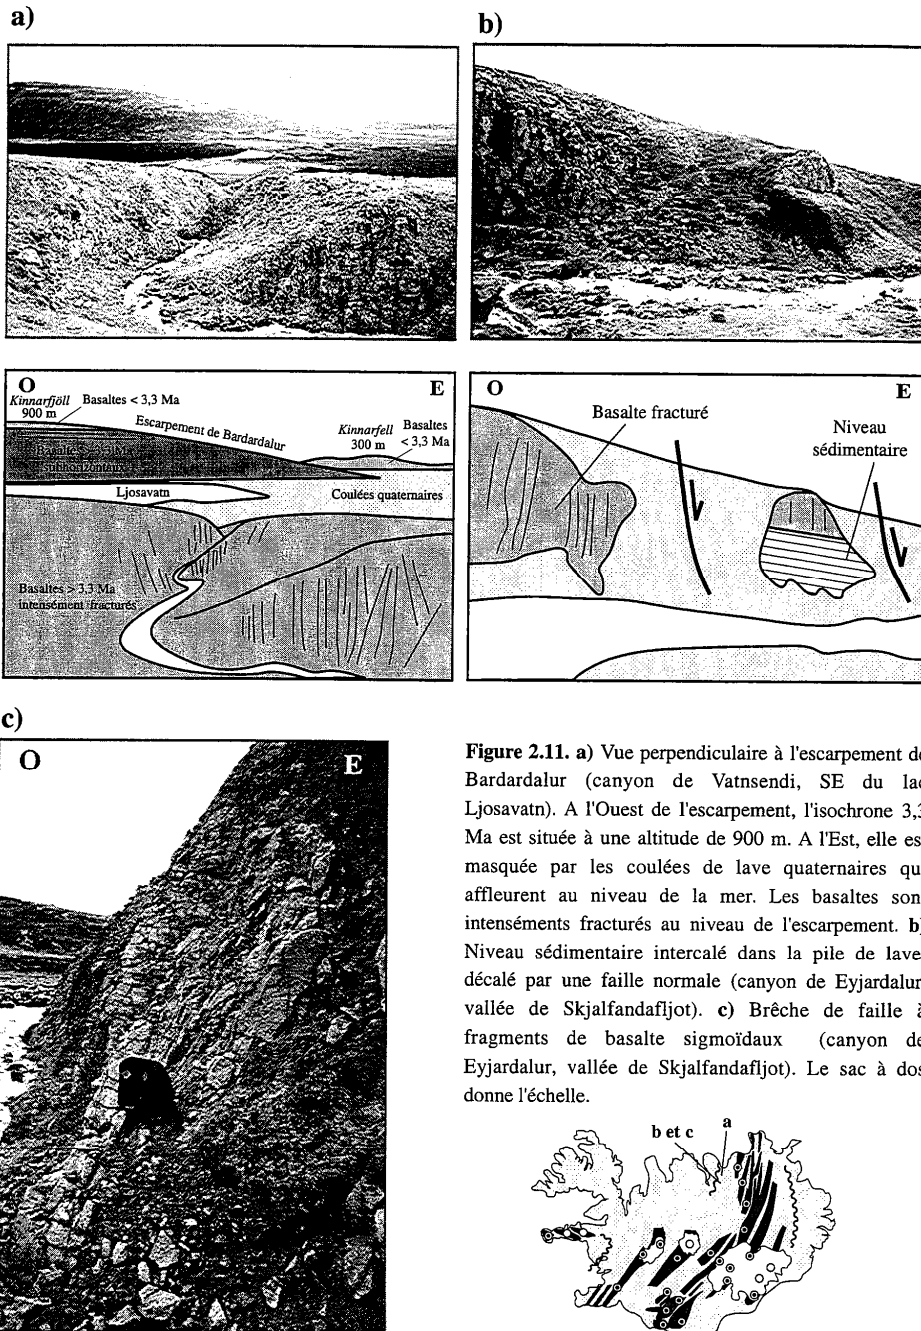 a)
b)
O
E
Kinnarfjöll
900 m
Basaltes < 3,3 Ma
Escarpement de Bardardalur
Kinnarfell
300 m
Basaltes
< 3,3 Ma
subhorizontaux
Ljosavatn
Coulées quaternaires
Basaltes > 3,3 Ma
intensément fracturés
O
E
Basalte fracturé
Niveau
sédimentaire
c)
O
E
Figure 2.11. a) Vue perpendiculaire à l'escarpement de
Bardardalur (canyon de Vatnsendi, SE du lac
Ljosavatn). A l'Ouest de l'escarpement, l'isochrone 3,3
Ma est située à une altitude de 900 m. A l'Est, elle es
masquée par les coulées de lave quaternaires qu
affleurent au niveau de la mer. Les basaltes son
intenséments fracturés au niveau de l'escarpement. b)
Niveau sédimentaire intercalé dans la pile de lave
décalé par une faille normale (canyon de Eyjardalur
vallée de Skjalfandafljot). c) Brêche de faille à
fragments de basalte sigmoïdaux (canyon de
Eyjardalur, vallée de Skjalfandafljot). Le sac à dos
donne l'échelle.
b et c
a